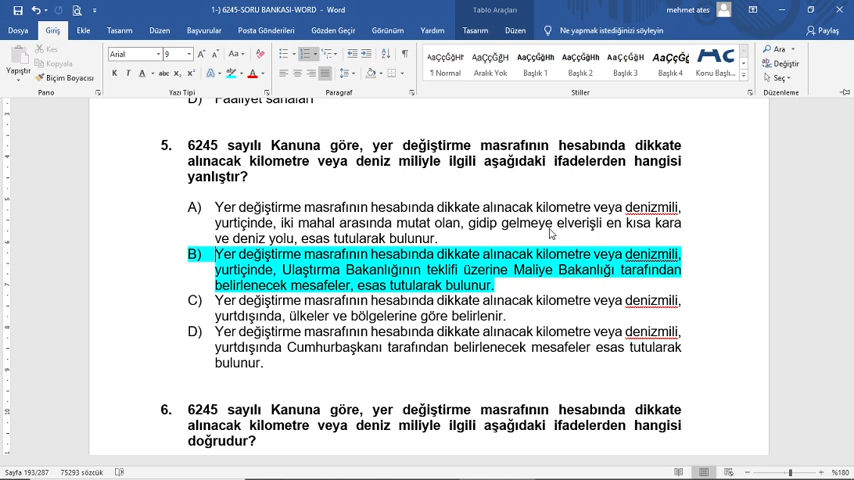 1-) 6245-SORU BANKASI-WORD - Word
Tablo Araçları
mehmet ates
Dosya Giriş Ekle Tasarım Düzen Başvurular Posta Gönderileri Gözden Geçir Görünüm Yardım Tasarım Düzen Ne yapmak istediğinizi söyleyin Paylaş
Yapıştır
Kes
Kopyala
Biçim Boyacısı
Arial 9
Pano Yazı Tipi Paragraf Stiller Düzenleme
AaÇçĞğHł AaÇçĞğHł AaÇçĞğHł AaÇçĞğHł AaÇçĞğHł AaÇçĞğ
¶ Normal Aralık Yok Başlık 1 Başlık 2 Başlık 3 Başlık 4 Konu Başlı...
Ara
Değiştir
Seç
D) Faaliyet sahaları
5. 6245 sayılı Kanuna göre, yer değiştirme masrafının hesabında dikkate
alınacak kilometre veya deniz miliyle ilgili aşağıdaki ifadelerden hangisi
yanlıştır?
A) Yer değiştirme masrafının hesabında dikkate alınacak kilometre veya denizmili,
yurtiçinde, iki mahal arasında mutat olan, gidip gelmeye elverişli en kısa kara
ve deniz yolu, esas tutularak bulunur.
B) Yer değiştirme masrafının hesabında dikkate alınacak kilometre veya denizmili,
yurtiçinde, Ulaştırma Bakanlığının teklifi üzerine Maliye Bakanlığı tarafından
belirlenecek mesafeler, esas tutularak bulunur.
C) Yer değiştirme masrafının hesabında dikkate alınacak kilometre veya denizmili,
yurtdışında, ülkeler ve bölgelerine göre belirlenir.
D) Yer değiştirme masrafının hesabında dikkate alınacak kilometre veya denizmili,
yurtdışında Cumhurbaşkanı tarafından belirlenecek mesafeler esas tutularak
bulunur.
6. 6245 sayılı Kanuna göre, yer değiştirme masrafının hesabında dikkate
alınacak kilometre veya deniz miliyle ilgili aşağıdaki ifadelerden hangisi
doğrudur?
Sayfa 193/287 75293 sözcük %180